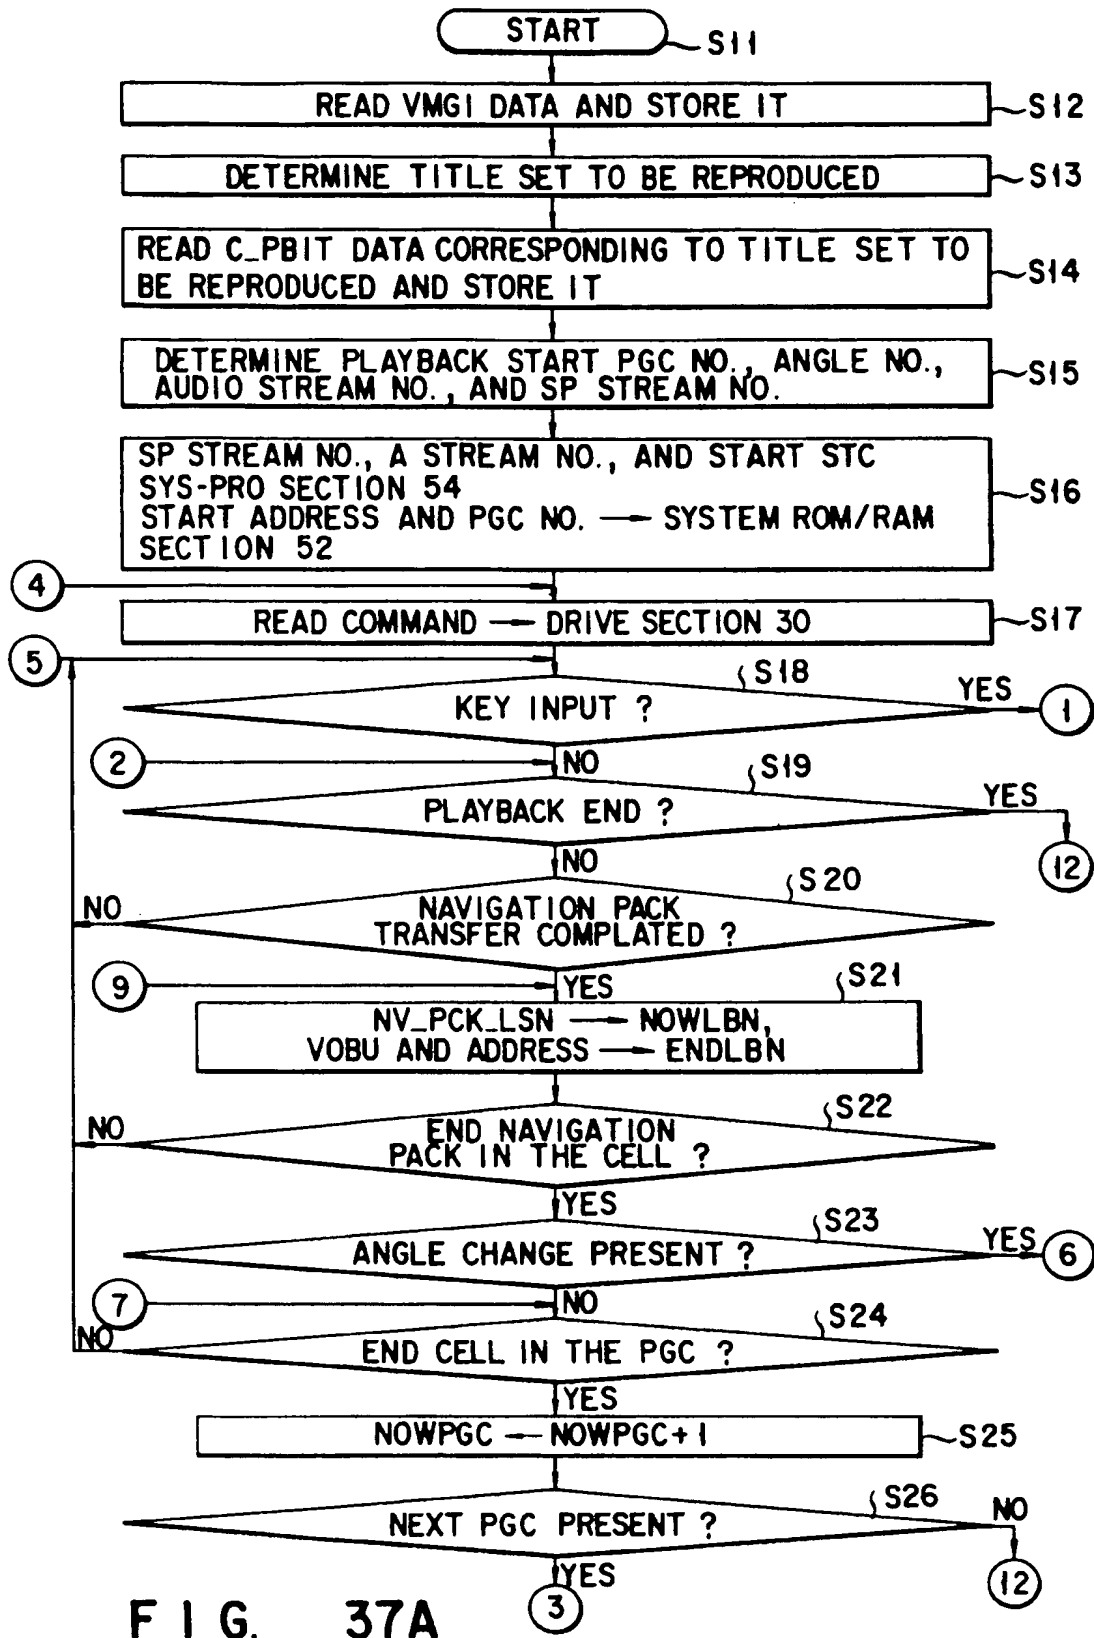 START
S11
READ VMGI DATA AND STORE IT
S12
DETERMINE TITLE SET TO BE REPRODUCED
S13
READ C_PBIT DATA CORRESPONDING TO TITLE SET TO
BE REPRODUCED AND STORE IT
S14
DETERMINE PLAYBACK START PGC NO., ANGLE NO.,
AUDIO STREAM NO., AND SP STREAM NO.
S15
SP STREAM NO., A STREAM NO., AND START STC
SYS-PRO SECTION 54
START ADDRESS AND PGC NO. → SYSTEM ROM/RAM
SECTION 52
S16
4
READ COMMAND → DRIVE SECTION 30
S17
5
S18
KEY INPUT ?
YES
1
2
NO
S19
PLAYBACK END ?
YES
12
NO
S20
NO
NAVIGATION PACK
TRANSFER COMPLATED ?
9
YES
S21
NV_PCK_LSN → NOWLBN,
VOBU AND ADDRESS → ENDLBN
S22
NO
END NAVIGATION
PACK IN THE CELL ?
YES
S23
ANGLE CHANGE PRESENT ?
YES
6
7
NO
S24
NO
END CELL IN THE PGC ?
YES
NOWPGC ← NOWPGC+1
S25
S26
NEXT PGC PRESENT ?
NO
12
YES
3
FIG. 37A